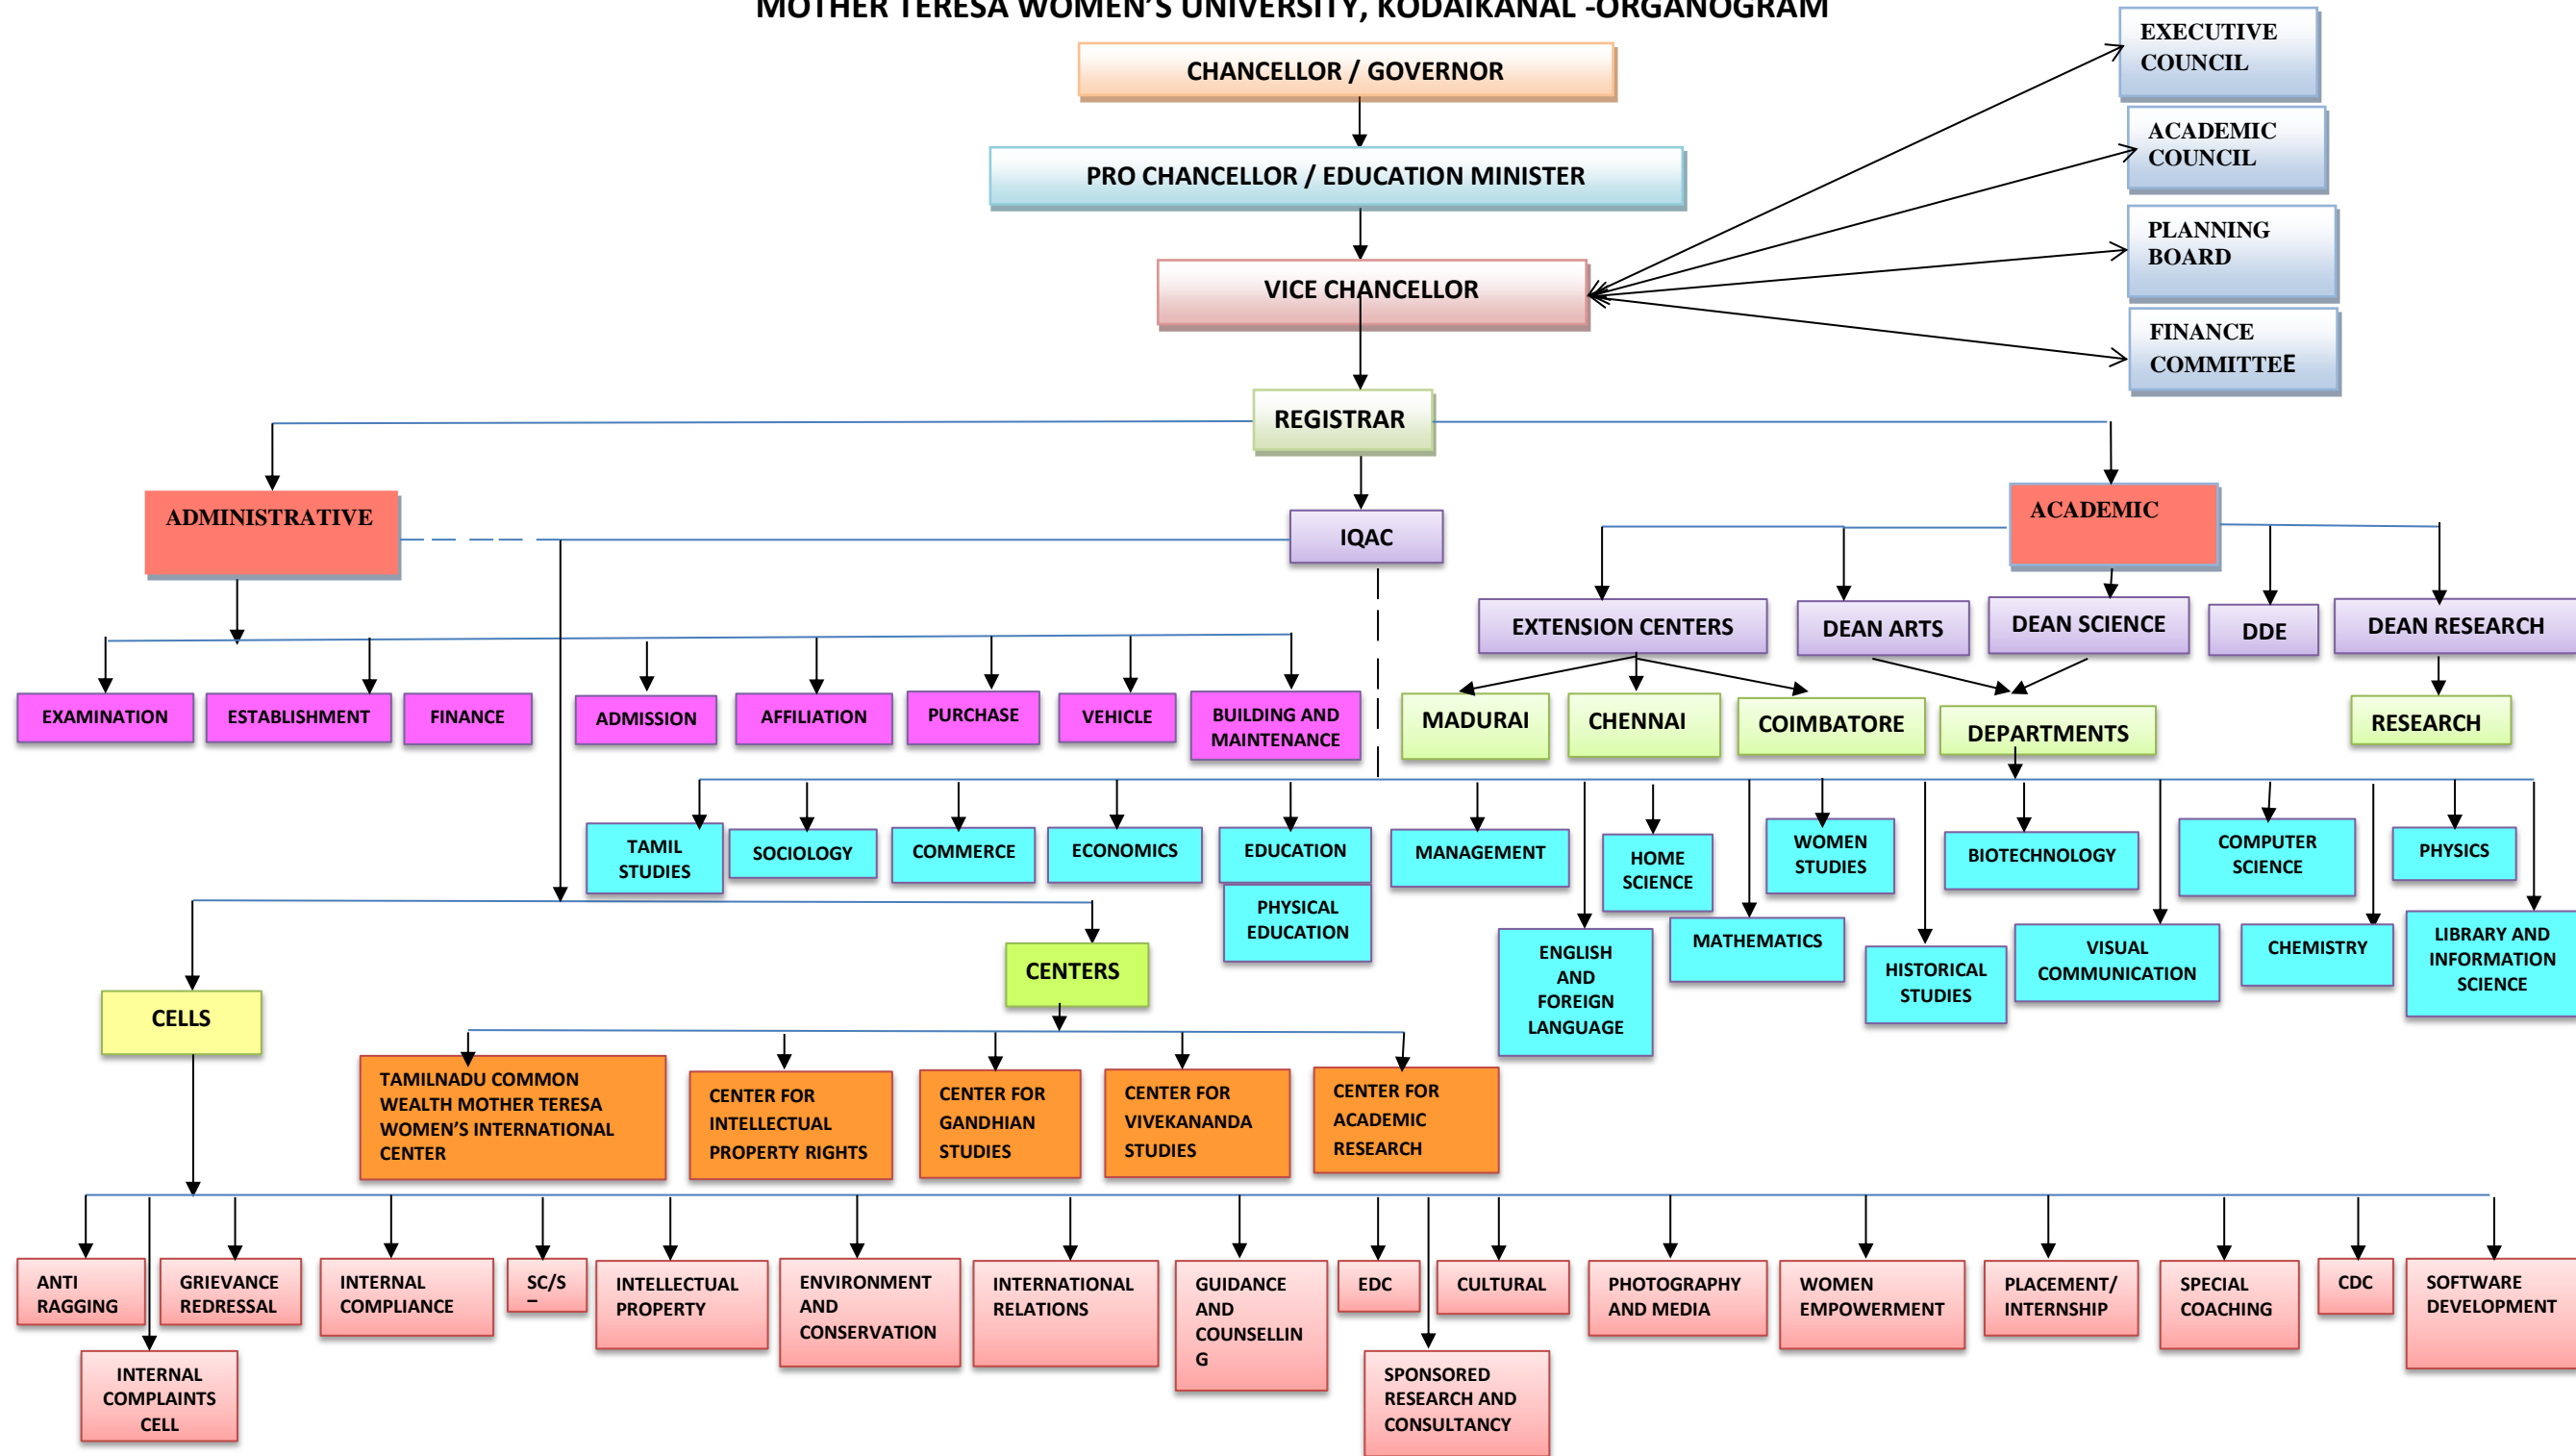 MOTHER TERESA WOMEN'S UNIVERSITY, KODAIKANAL -ORGANOGRAM
CHANCELLOR / GOVERNOR
PRO CHANCELLOR / EDUCATION MINISTER
VICE CHANCELLOR
EXECUTIVE
COUNCIL
ACADEMIC
COUNCIL
PLANNING
BOARD
FINANCE
COMMITTEE
REGISTRAR
ADMINISTRATIVE
IQAC
ACADEMIC
EXTENSION CENTERS
DEAN ARTS
DEAN SCIENCE
DDE
DEAN RESEARCH
EXAMINATION
ESTABLISHMENT
FINANCE
ADMISSION
AFFILIATION
PURCHASE
VEHICLE
BUILDING AND
MAINTENANCE
MADURAI
CHENNAI
COIMBATORE
DEPARTMENTS
RESEARCH
TAMIL
STUDIES
SOCIOLOGY
COMMERCE
ECONOMICS
EDUCATION
PHYSICAL
EDUCATION
MANAGEMENT
ENGLISH
AND
FOREIGN
LANGUAGE
HOME
SCIENCE
MATHEMATICS
WOMEN
STUDIES
HISTORICAL
STUDIES
BIOTECHNOLOGY
VISUAL
COMMUNICATION
COMPUTER
SCIENCE
CHEMISTRY
PHYSICS
LIBRARY AND
INFORMATION
SCIENCE
CELLS
CENTERS
TAMILNADU COMMON
WEALTH MOTHER TERESA
WOMEN'S INTERNATIONAL
CENTER
CENTER FOR
INTELLECTUAL
PROPERTY RIGHTS
CENTER FOR
GANDHIAN
STUDIES
CENTER FOR
VIVEKANANDA
STUDIES
CENTER FOR
ACADEMIC
RESEARCH
ANTI
RAGGING
INTERNAL
COMPLAINTS
CELL
GRIEVANCE
REDRESSAL
INTERNAL
COMPLIANCE
SC/S
INTELLECTUAL
PROPERTY
ENVIRONMENT
AND
CONSERVATION
INTERNATIONAL
RELATIONS
GUIDANCE
AND
COUNSELLIN
G
EDC
SPONSORED
RESEARCH AND
CONSULTANCY
CULTURAL
PHOTOGRAPHY
AND MEDIA
WOMEN
EMPOWERMENT
PLACEMENT/
INTERNSHIP
SPECIAL
COACHING
CDC
SOFTWARE
DEVELOPMENT